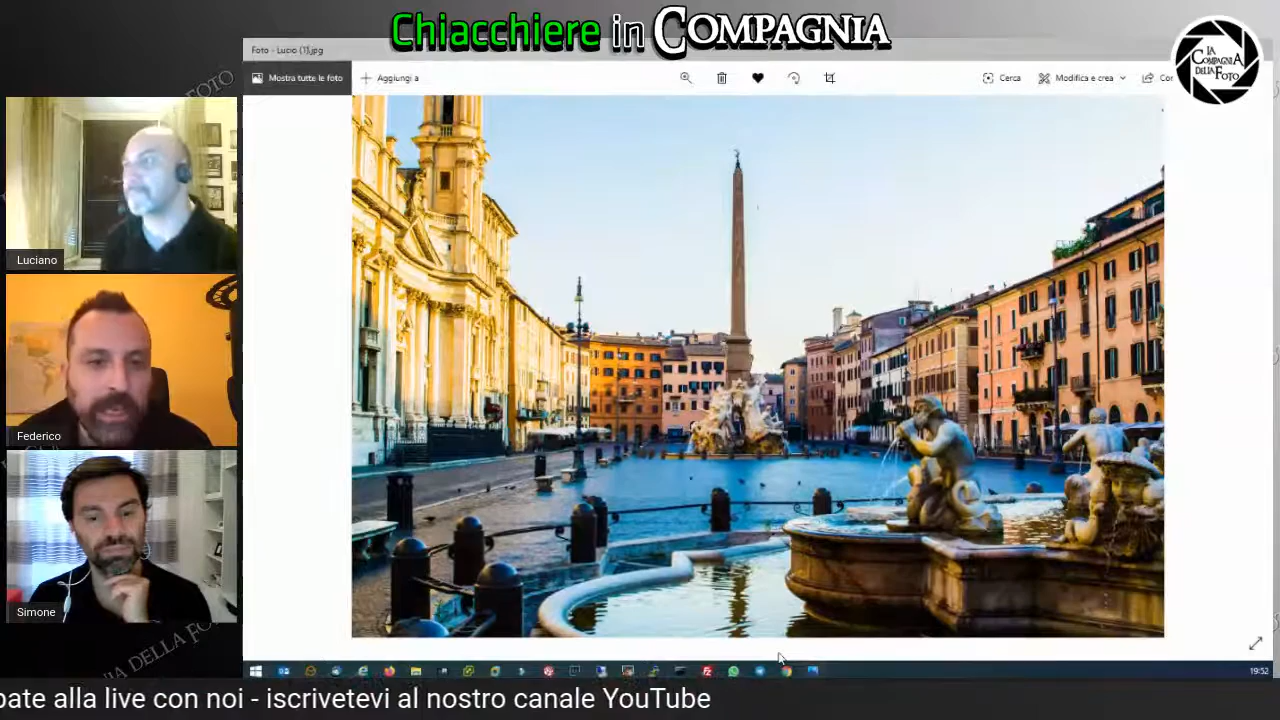 Chiacchiere in COMPAGNIA
LA
COMPAGNIA
DELLA
FOTO
Foto - Lucio (1).jpg
Mostra tutte le foto
Aggiungi a
Cerca
Modifica e crea
Luciano
Federico
Simone
19:52
pate alla live con noi - iscrivetevi al nostro canale YouTube